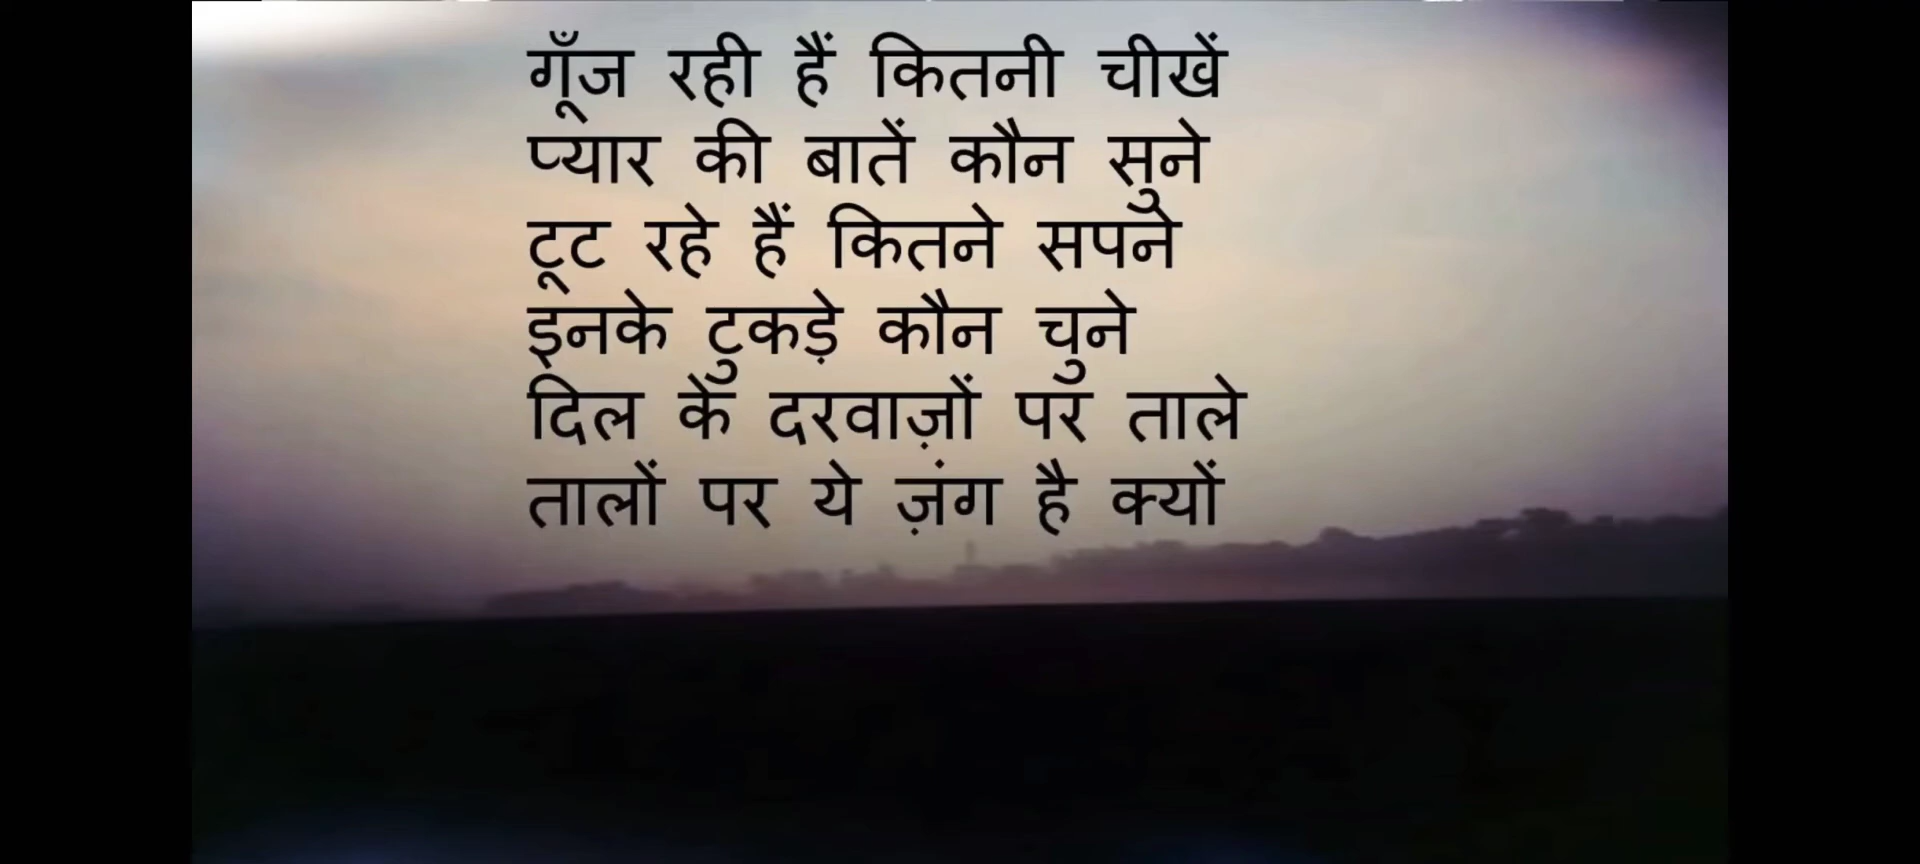 गूँज रही हैं कितनी चीखें
प्यार की बातें कौन सुने
टूट रहे हैं कितने सपने
इनके टुकड़े कौन चुने
दिल के दरवाज़ों पर ताले
तालों पर ये ज़ंग है क्यों